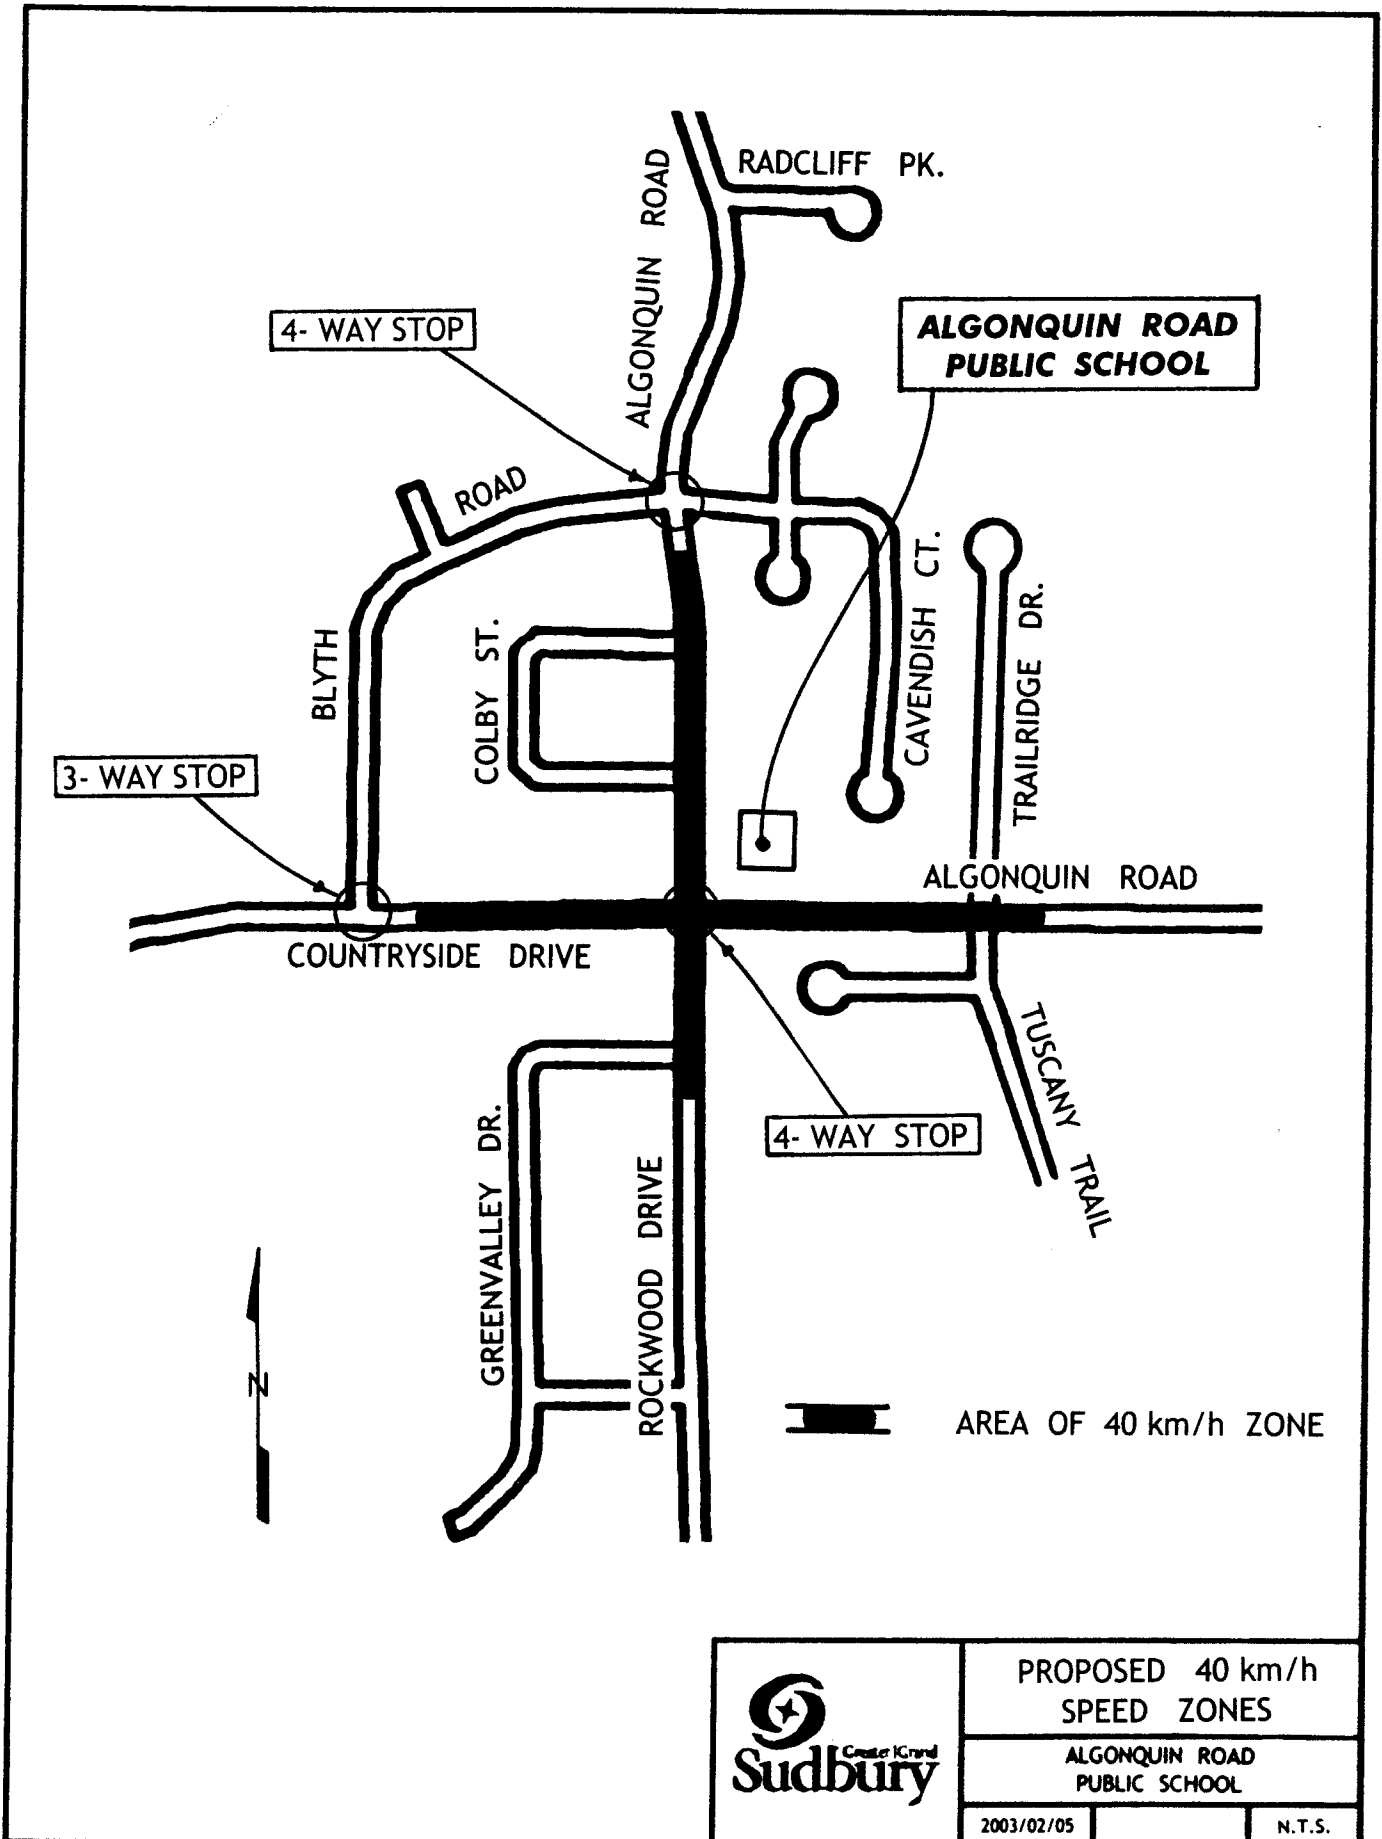 RADCLIFF PK.
ALGONQUIN ROAD
4- WAY STOP
ALGONQUIN ROAD
PUBLIC SCHOOL
BLYTH ROAD
COLBY ST.
CAVENDISH CT.
TRAILRIDGE DR.
3- WAY STOP
ALGONQUIN ROAD
COUNTRYSIDE DRIVE
TUSCANY TRAIL
4- WAY STOP
GREENVALLEY DR.
ROCKWOOD DRIVE
N
AREA OF 40 km/h ZONE
Greater | Grand
Sudbury
PROPOSED 40 km/h
SPEED ZONES
ALGONQUIN ROAD
PUBLIC SCHOOL
2003/02/05
N.T.S.